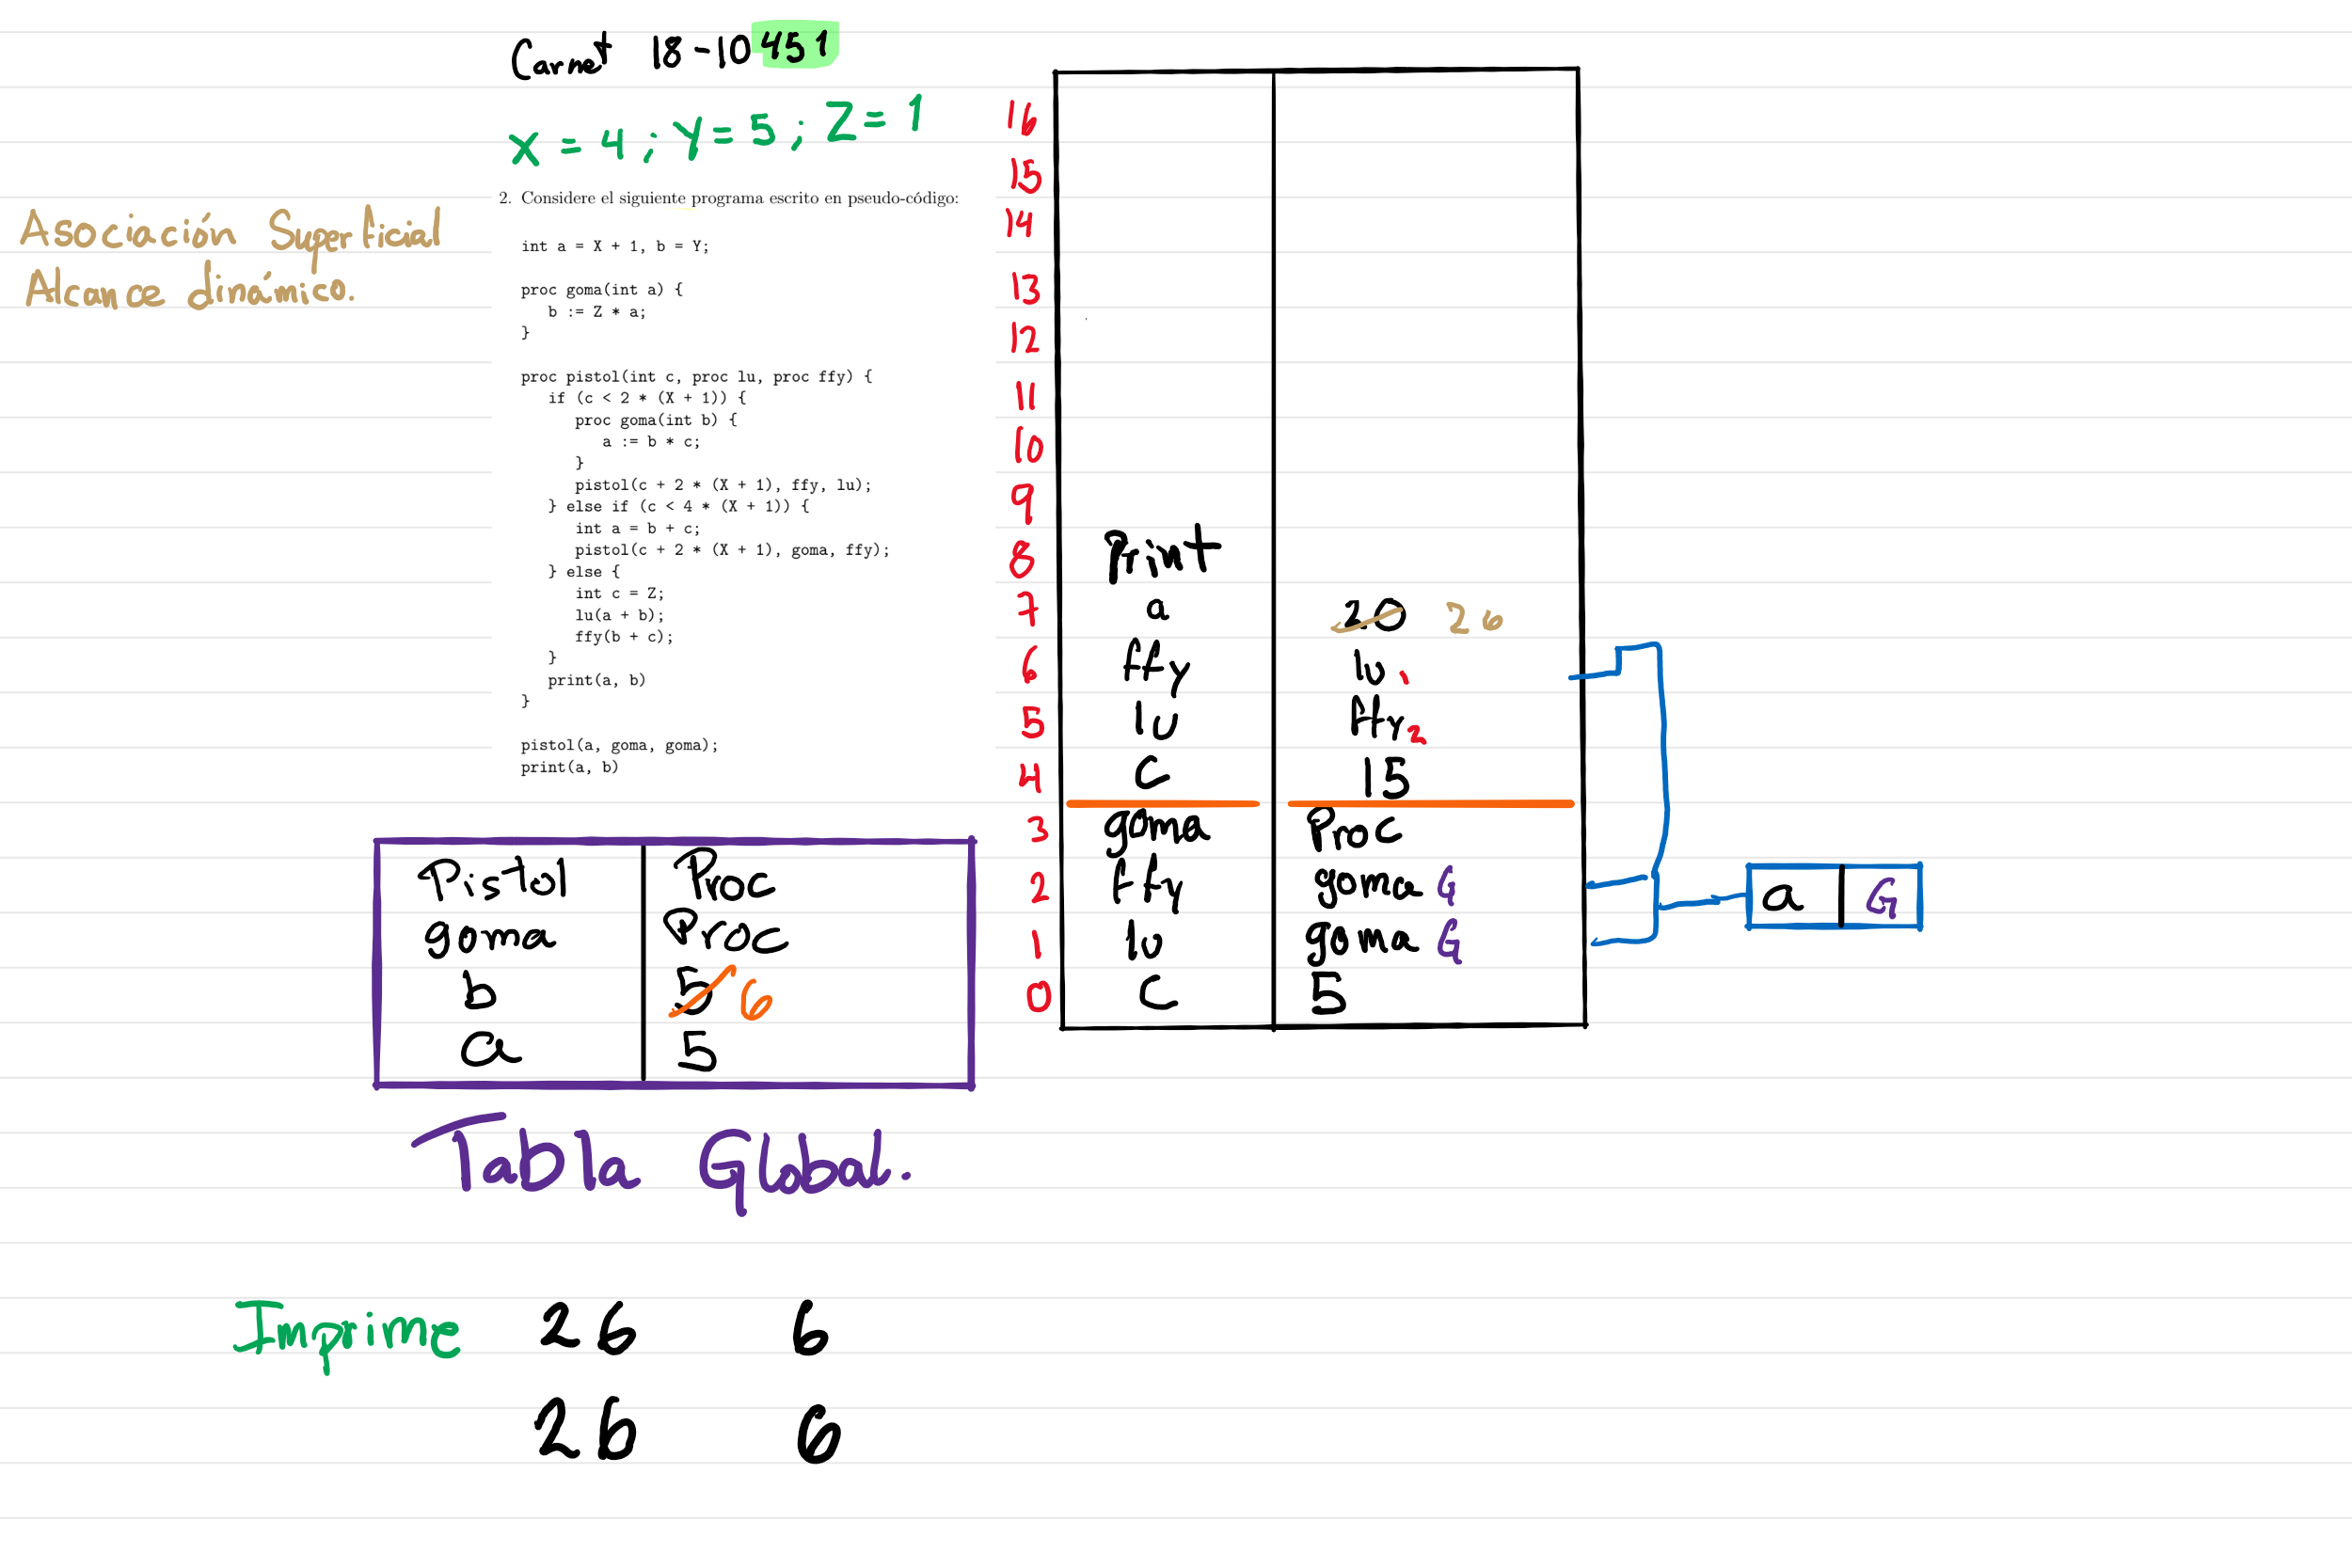 Carnet 18-10451
X = 4 ; Y = 5 ; Z = 1
Asociación Superficial
Alcance dinámico.
2. Considere el siguiente programa escrito en pseudo-código:
int a = X + 1, b = Y;
proc goma(int a) {
b := Z * a;
}
proc pistol(int c, proc lu, proc ffy) {
if (c < 2 * (X + 1)) {
proc goma(int b) {
a := b * c;
}
pistol(c + 2 * (X + 1), ffy, lu);
} else if (c < 4 * (X + 1)) {
int a = b + c;
pistol(c + 2 * (X + 1), goma, ffy);
} else {
int c = Z;
lu(a + b);
ffy(b + c);
}
print(a, b)
}
pistol(a, goma, goma);
print(a, b)
16
15
14
13
12
11
10
9
8 Print
7 a 20 26
6 ffy lu 1
5 lu ffy 2
4 C 15
3 goma Proc
2 ffy goma G
1 lu goma G
0 C 5
a G
Pistol Proc
goma Proc
b 5 6
a 5
Tabla Global.
Imprime 26 6
26 6